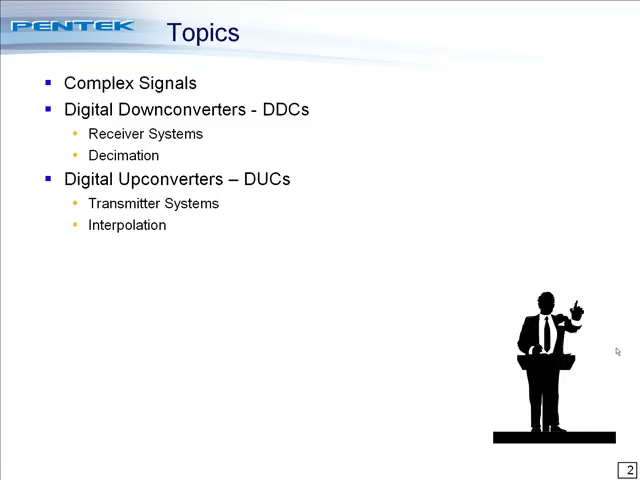 PENTEK
Topics
Complex Signals
Digital Downconverters - DDCs
Receiver Systems
Decimation
Digital Upconverters – DUCs
Transmitter Systems
Interpolation
2